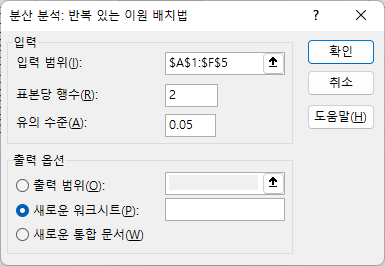 분산 분석: 반복 있는 이원 배치법
? ×
입력
입력 범위(I): $A$1:$F$5
표본당 행수(R): 2
유의 수준(A): 0.05
확인
취소
도움말(H)
출력 옵션
출력 범위(O):
새로운 워크시트(P):
새로운 통합 문서(W)